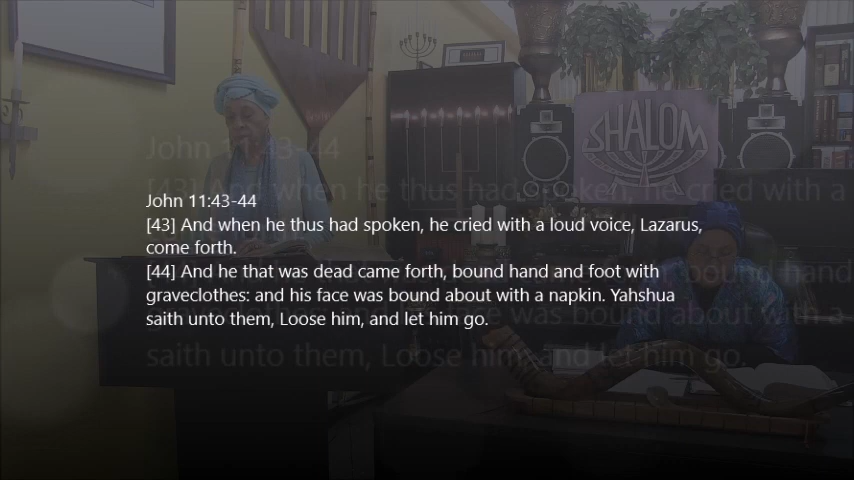 SHALOM
John 11:43-44
[43] And when he thus had spoken, he cried with a loud voice, Lazarus,
come forth.
[44] And he that was dead came forth, bound hand and foot with
graveclothes: and his face was bound about with a napkin. Yahshua
saith unto them, Loose him, and let him go.